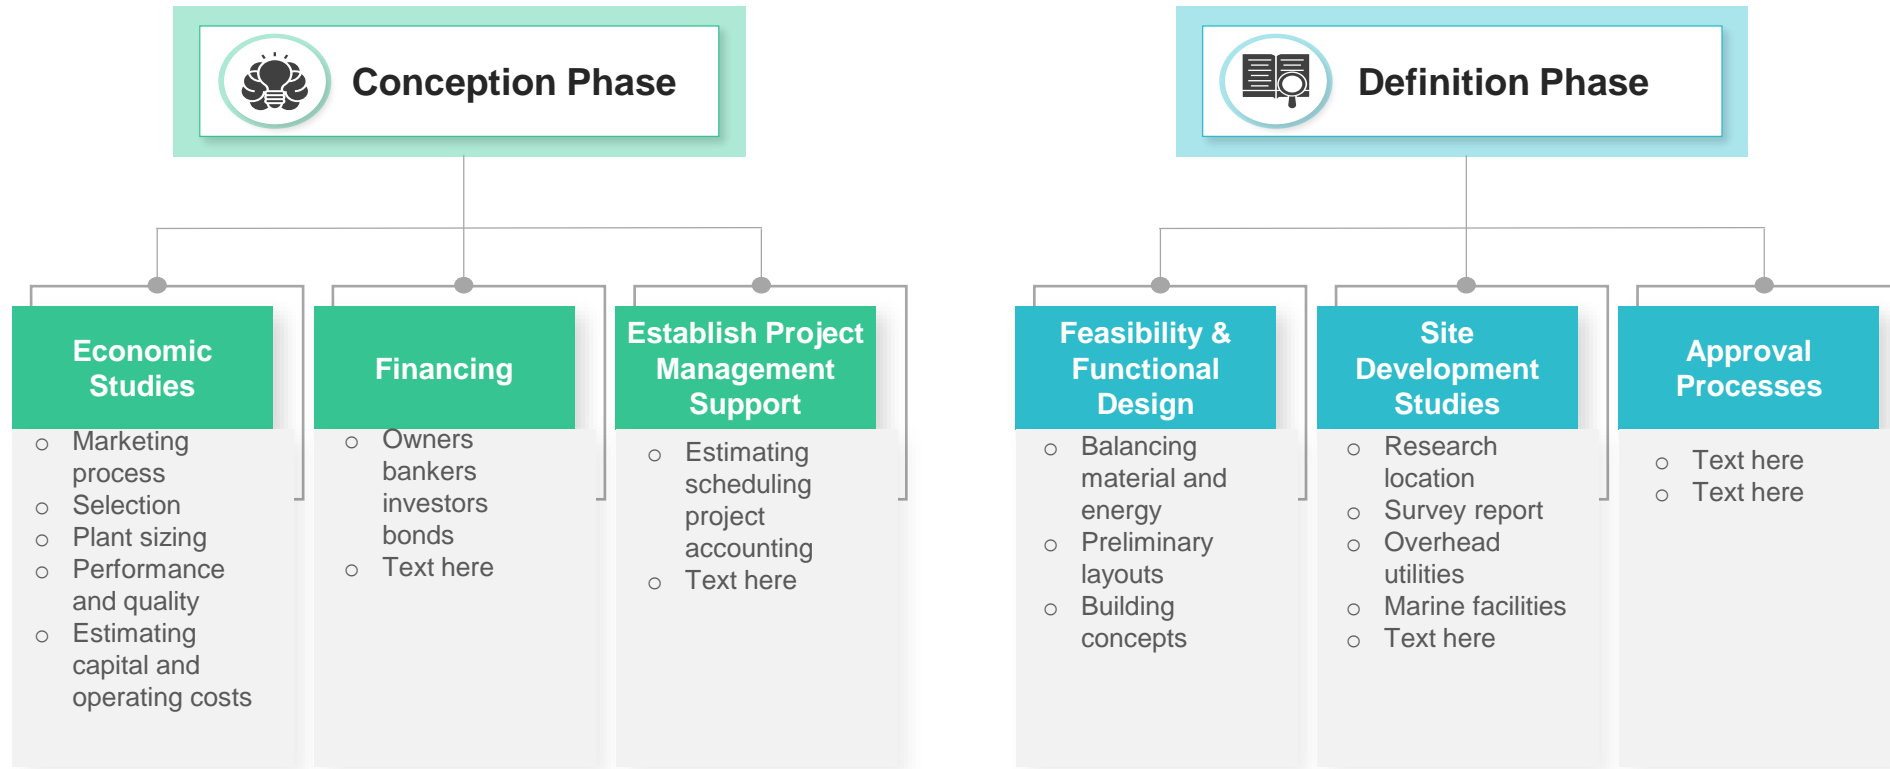 Conception Phase
Economic
Studies
o Marketing
process
o Selection
o Plant sizing
o Performance
and quality
o Estimating
capital and
operating costs
Financing
o Owners
bankers
investors
bonds
o Text here
Establish Project
Management
Support
o Estimating
scheduling
project
accounting
o Text here
Definition Phase
Feasibility &
Functional
Design
o Balancing
material and
energy
o Preliminary
layouts
o Building
concepts
Site
Development
Studies
o Research
location
o Survey report
o Overhead
utilities
o Marine facilities
o Text here
Approval
Processes
o Text here
o Text here